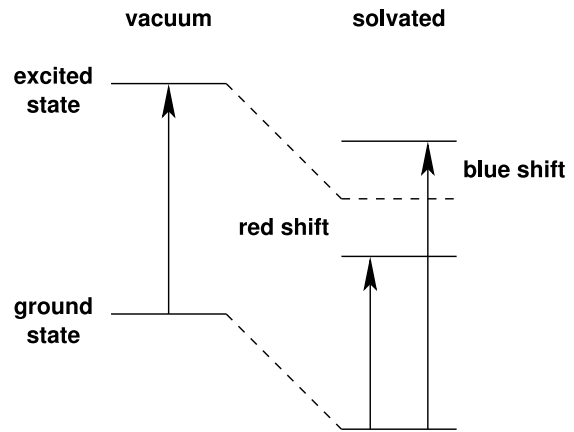 vacuum
solvated
excited
state
blue shift
red shift
ground
state